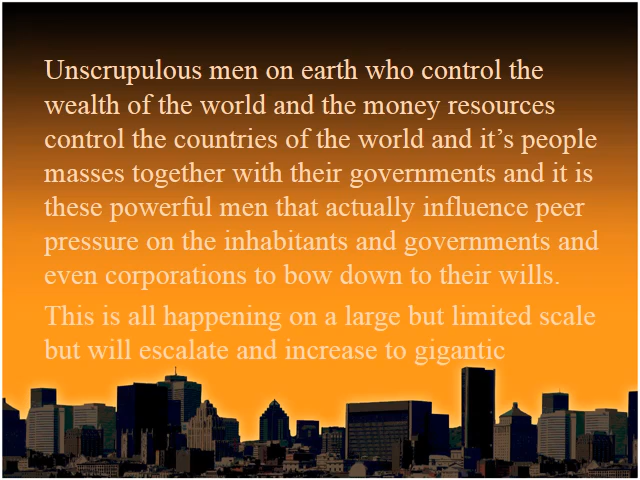 Unscrupulous men on earth who control the
wealth of the world and the money resources
control the countries of the world and it’s people
masses together with their governments and it is
these powerful men that actually influence peer
pressure on the inhabitants and governments and
even corporations to bow down to their wills.
This is all happening on a large but limited scale
but will escalate and increase to gigantic